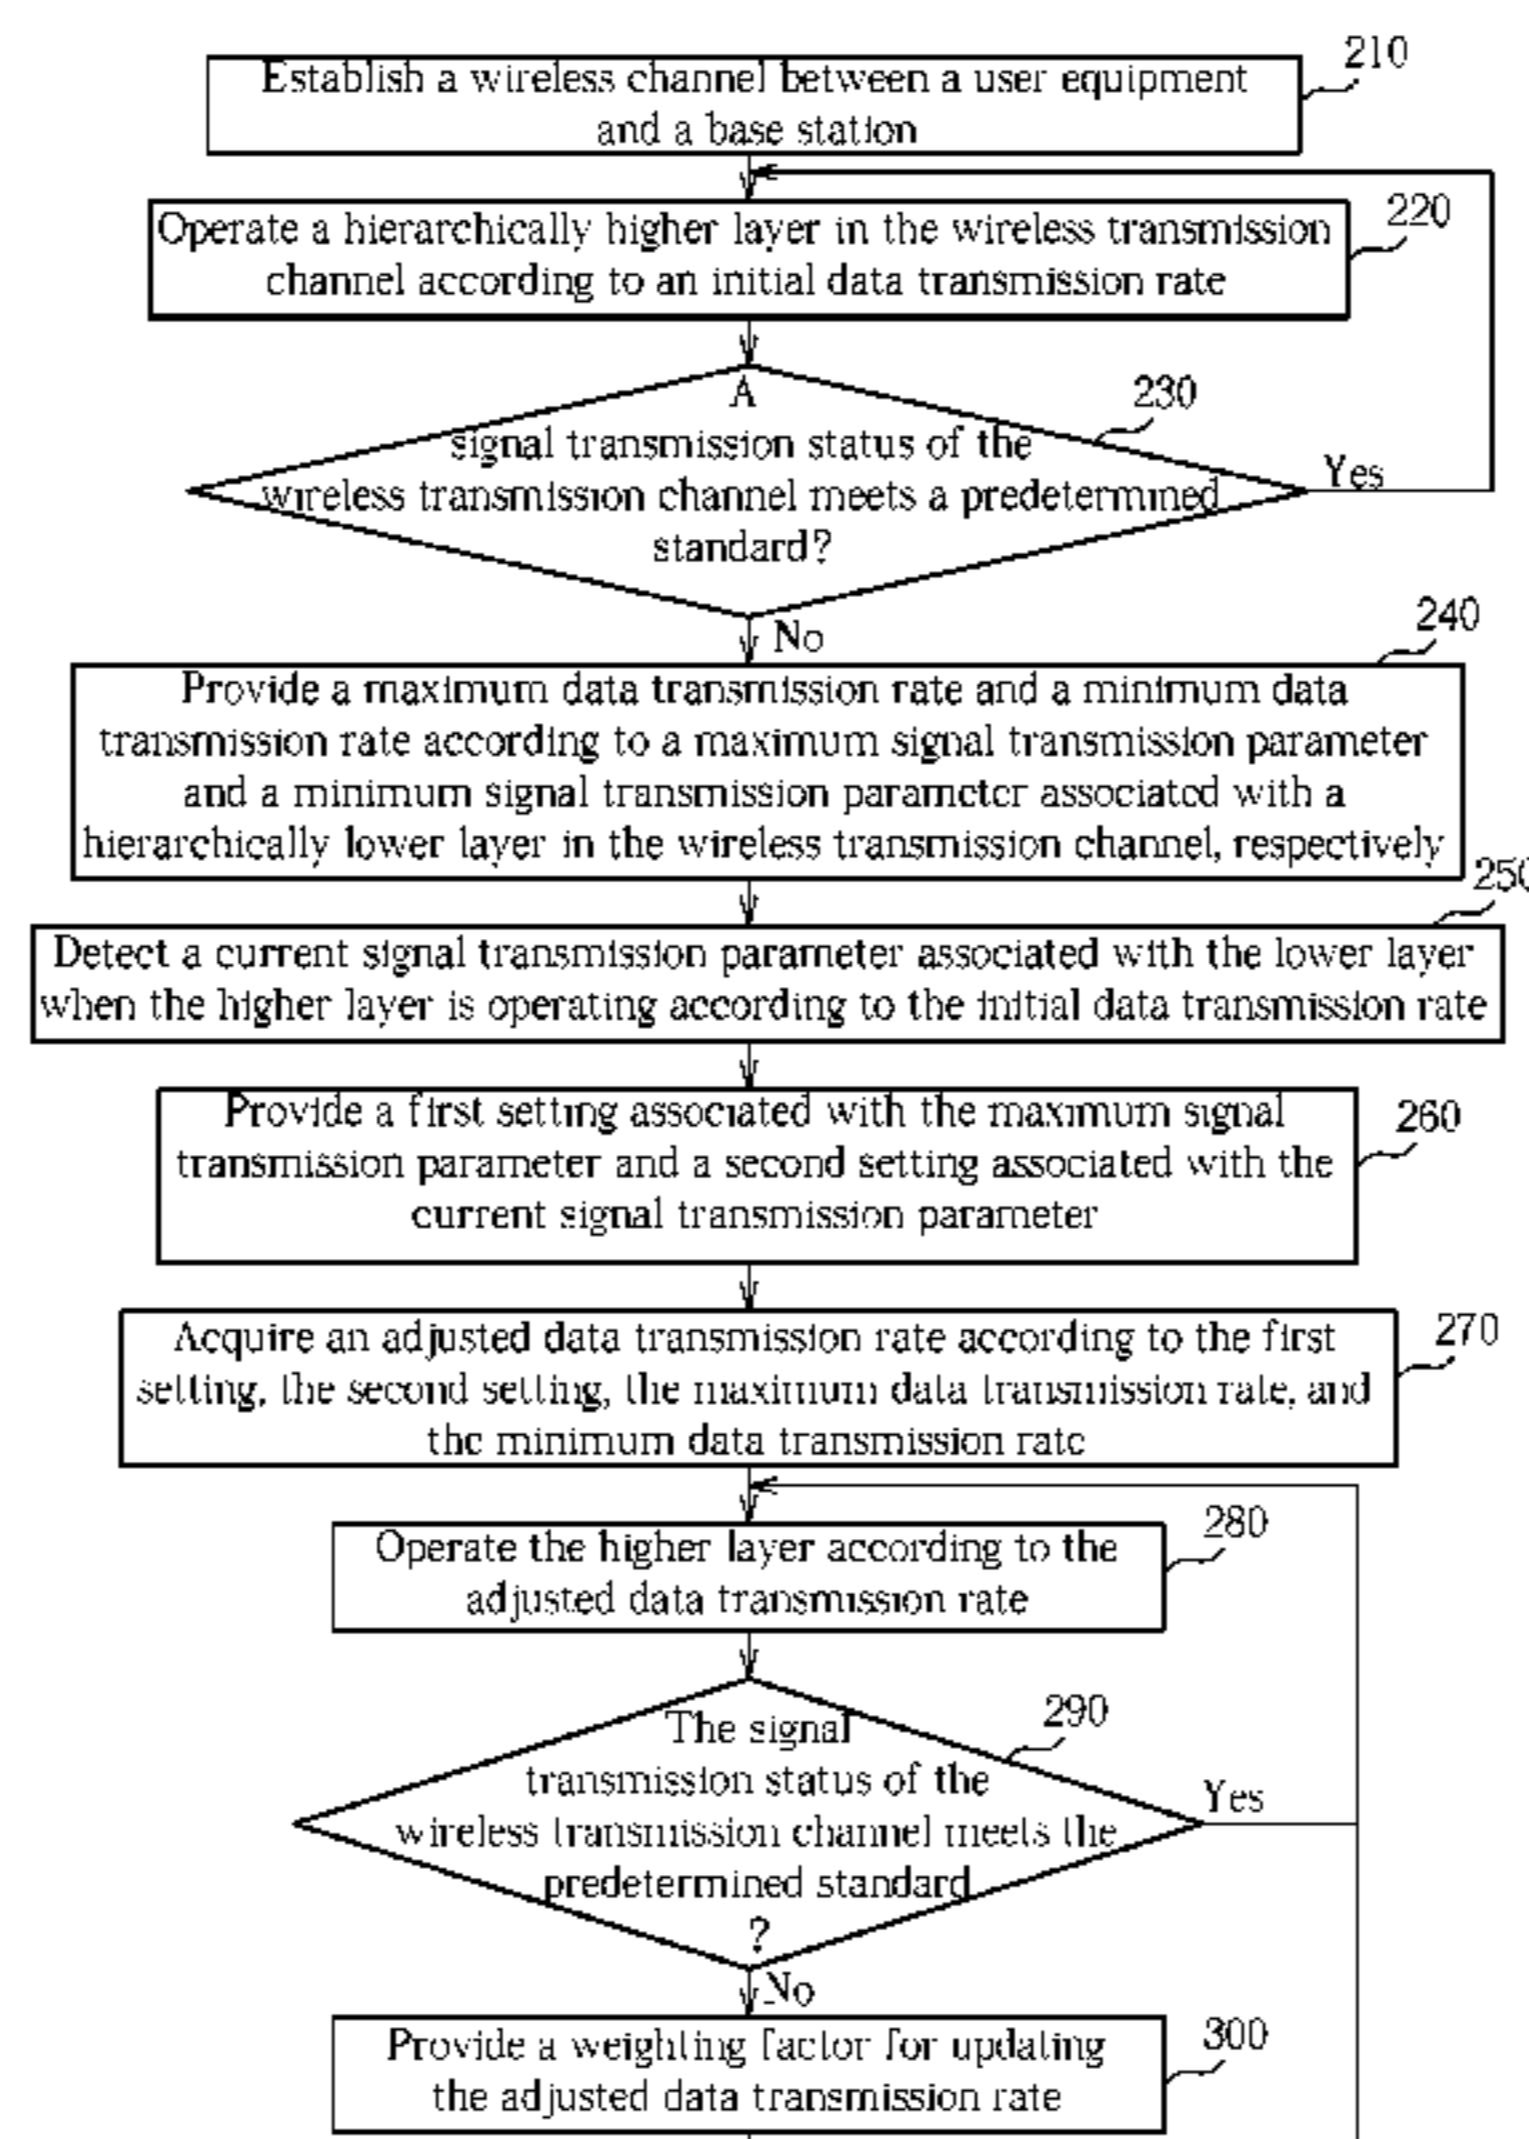 210
Establish a wireless channel between a user equipment
and a base station
220
Operate a hierarchically higher layer in the wireless transmission
channel according to an initial data transmission rate
230
A
signal transmission status of the
wireless transmission channel meets a predetermined
standard?
Yes
No
240
Provide a maximum data transmission rate and a minimum data
transmission rate according to a maximum signal transmission parameter
and a minimum signal transmission parameter associated with a
hierarchically lower layer in the wireless transmission channel, respectively
250
Detect a current signal transmission parameter associated with the lower layer
when the higher layer is operating according to the initial data transmission rate
260
Provide a first setting associated with the maximum signal
transmission parameter and a second setting associated with the
current signal transmission parameter
270
Acquire an adjusted data transmission rate according to the first
setting, the second setting, the maximum data transmission rate, and
the minimum data transmission rate
280
Operate the higher layer according to the
adjusted data transmission rate
290
The signal
transmission status of the
wireless transmission channel meets the
predetermined standard
?
Yes
No
300
Provide a weighting factor for updating
the adjusted data transmission rate